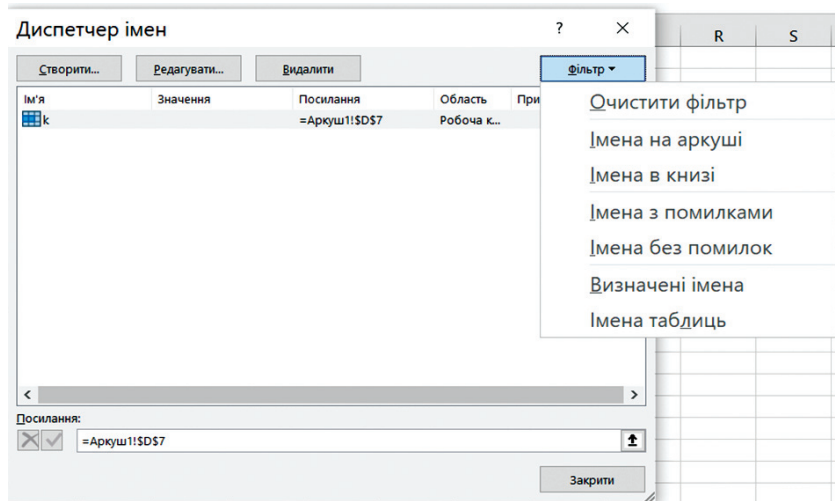 Диспетчер імен ? ×
R S
Створити... Редагувати... Видалити Фільтр
Ім'я Значення Посилання Область При
k =Аркуш1!$D$7 Робоча к...
Очистити фільтр
Імена на аркуші
Імена в книзі
Імена з помилками
Імена без помилок
Визначені імена
Імена таблиць
Посилання:
=Аркуш1!$D$7
Закрити